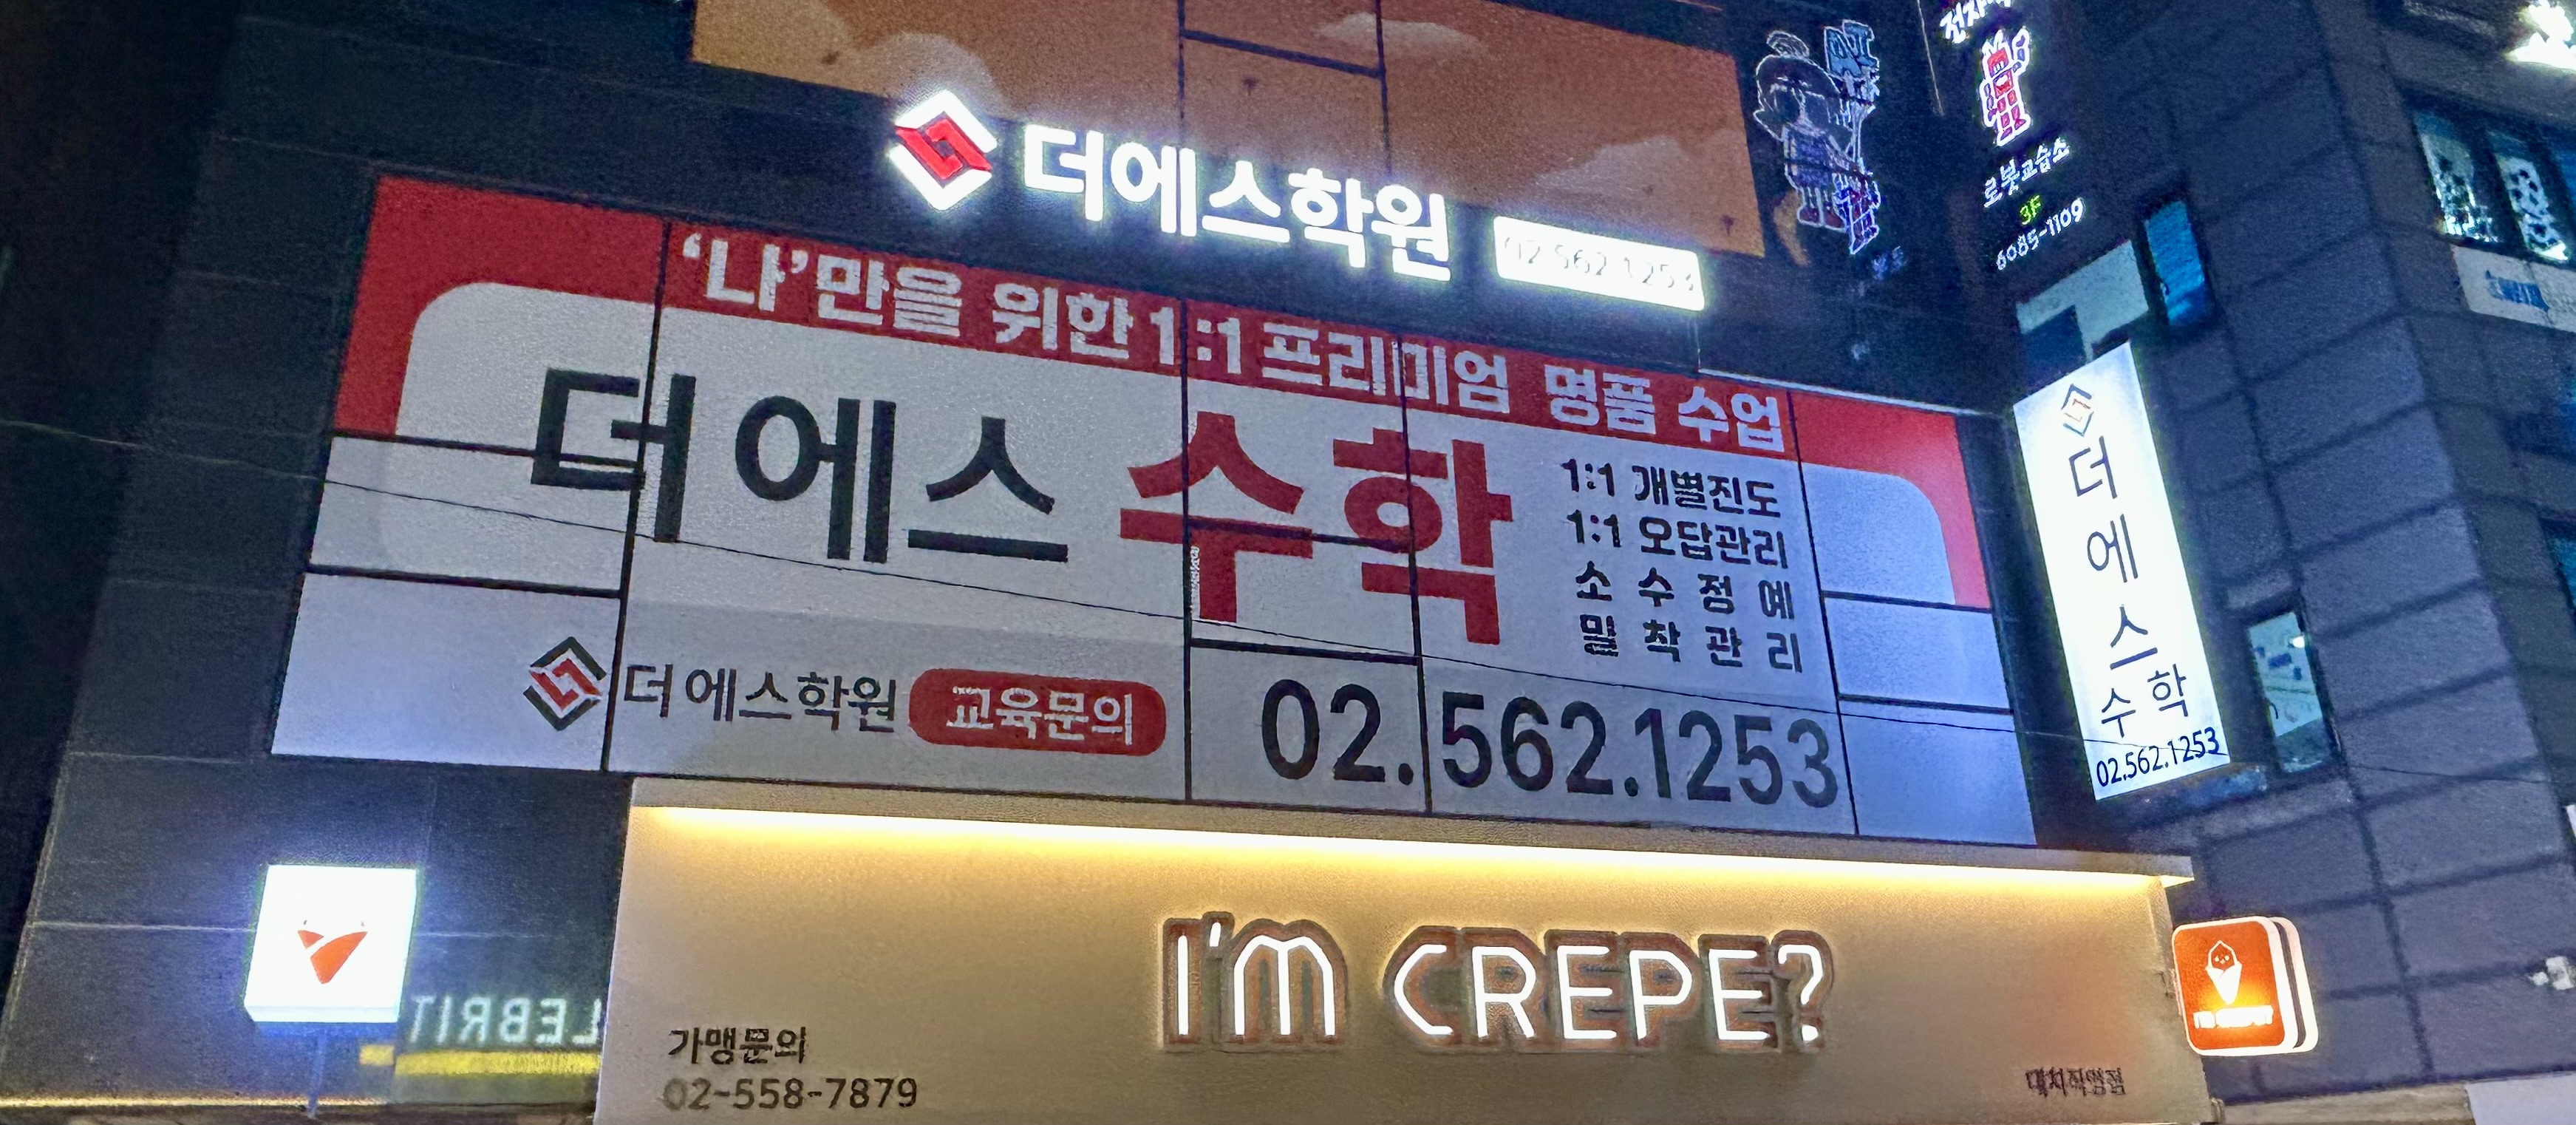 로봇교습소
3F
6085-1109
더에스학원
02 562 1253
'나'만을 위한 1:1 프리미엄 명품 수업
더에스 수학
1:1 개별진도
1:1 오답관리
소수정예
밀착관리
더에스학원 교육문의 02.562.1253
더에스수학
02.562.1253
I'M CREPE?
가맹문의
02-558-7879
대치직영점